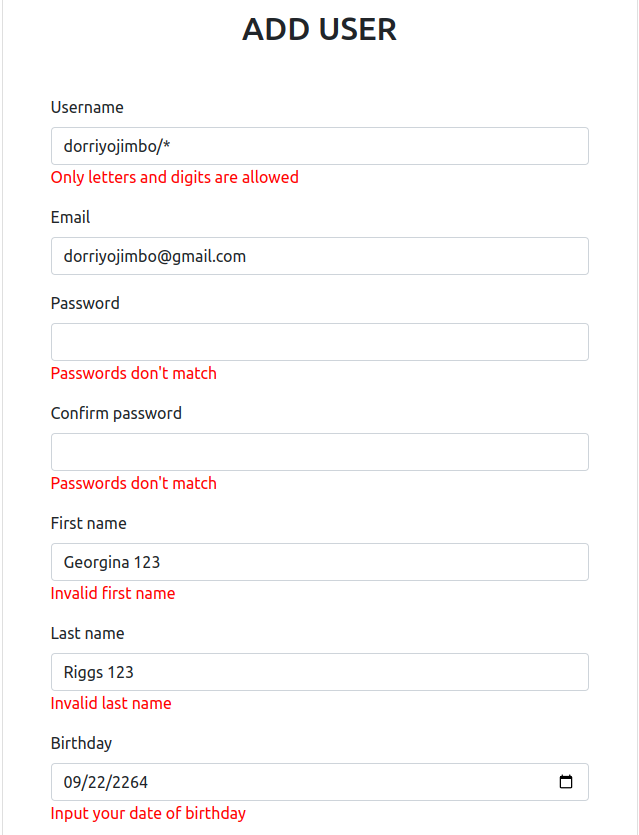 ADD USER
Username
dorriyojimbo/*
Only letters and digits are allowed
Email
dorriyojimbo@gmail.com
Password
Passwords don't match
Confirm password
Passwords don't match
First name
Georgina 123
Invalid first name
Last name
Riggs 123
Invalid last name
Birthday
09/22/2264
Input your date of birthday